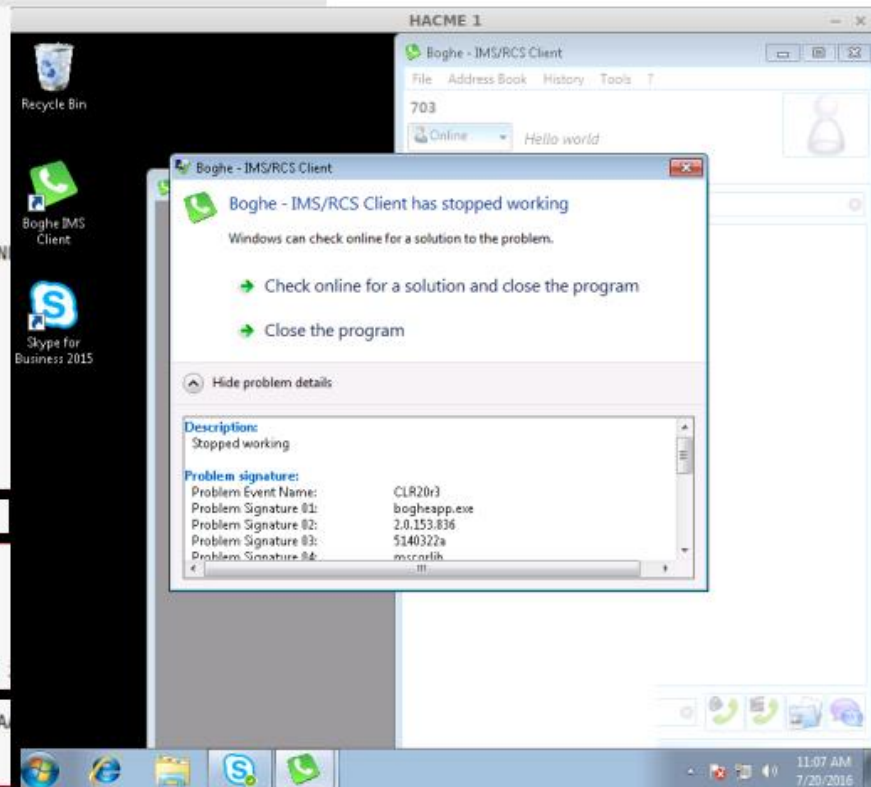 HACME 1
Recycle Bin
Boghe IMS
Client
Skype for
Business 2015
Boghe - IMS/RCS Client
File Address Book History Tools ?
703
Online Hello world
Boghe - IMS/RCS Client
Boghe - IMS/RCS Client has stopped working
Windows can check online for a solution to the problem.
Check online for a solution and close the program
Close the program
Hide problem details
Description:
Stopped working
Problem signature:
Problem Event Name: CLR20r3
Problem Signature 01: bogheapp.exe
Problem Signature 02: 2.0.153.836
Problem Signature 03: 5140322a
Problem Signature 04: mscorlib
11:07 AM
7/20/2016